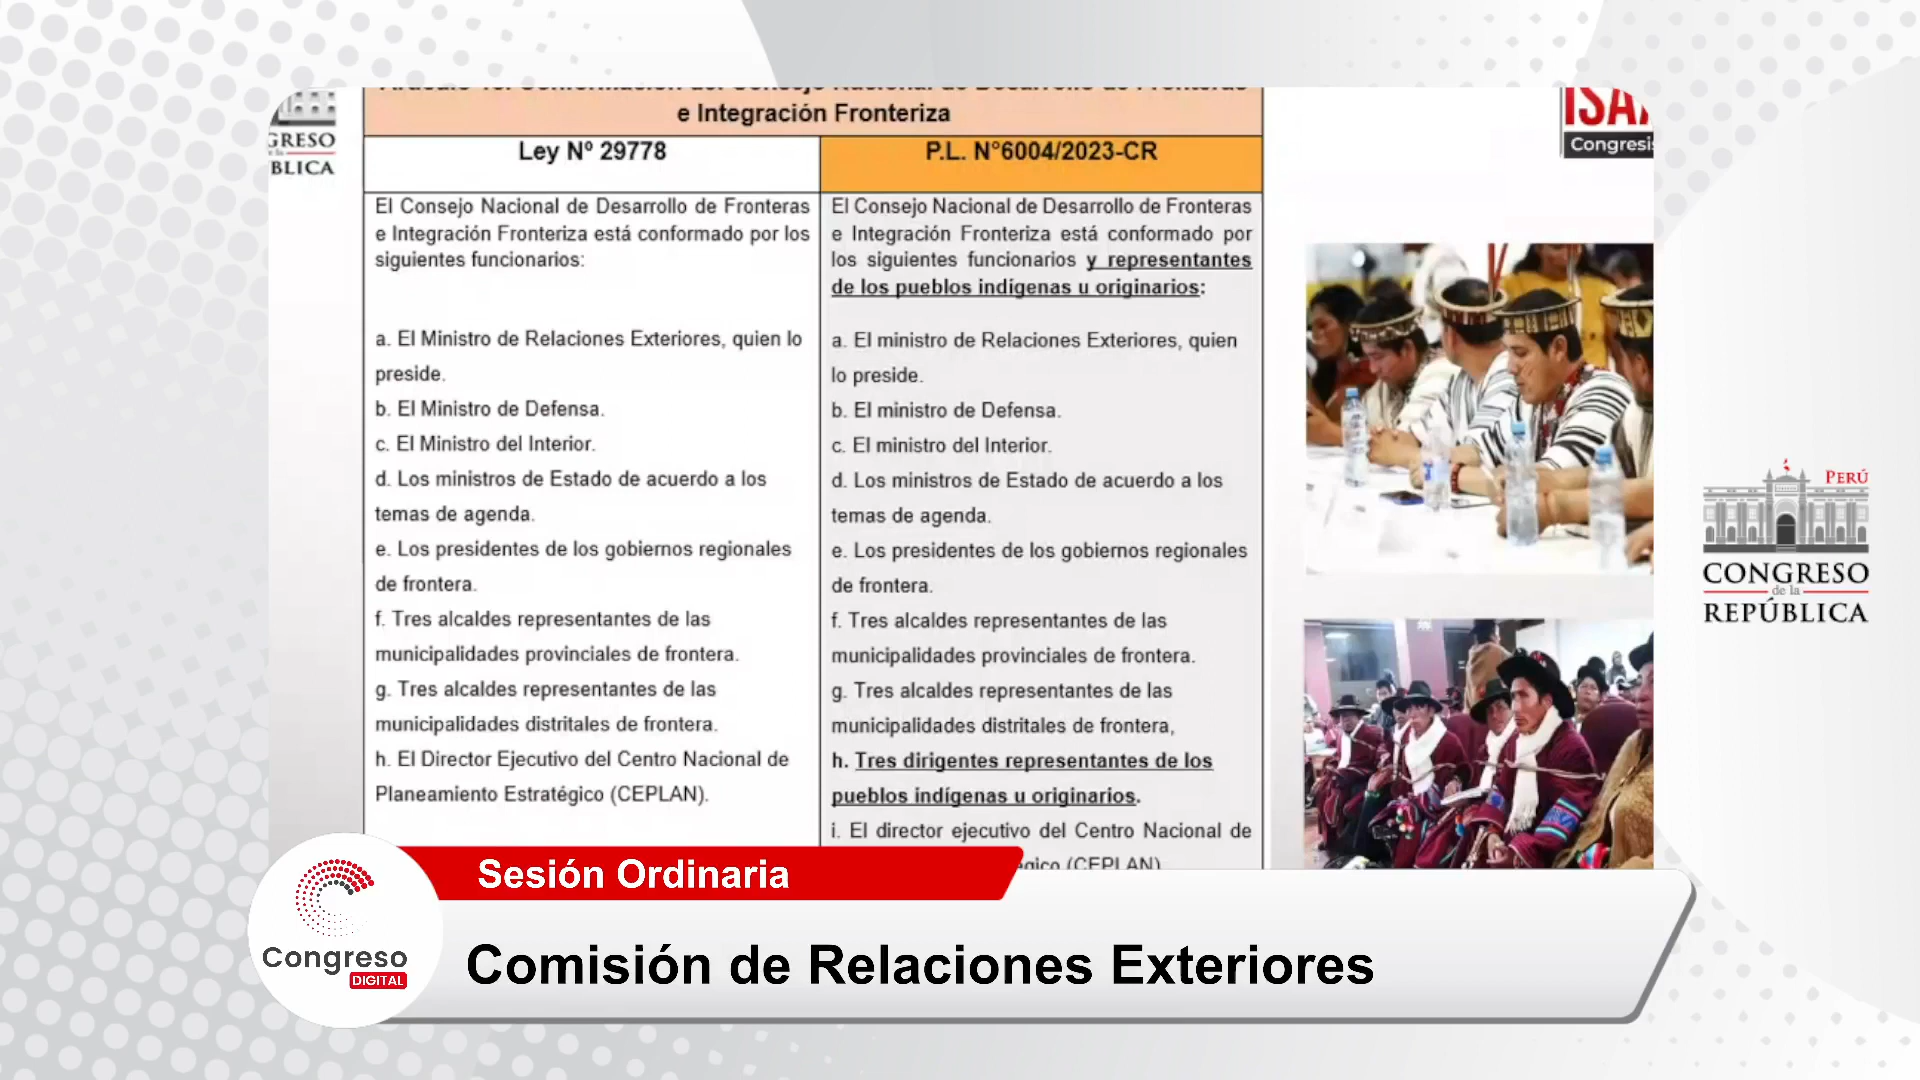 e Integración Fronteriza
Ley Nº 29778
P.L. N°6004/2023-CR
El Consejo Nacional de Desarrollo de Fronteras
e Integración Fronteriza está conformado por los
siguientes funcionarios:
a. El Ministro de Relaciones Exteriores, quien lo
preside.
b. El Ministro de Defensa.
c. El Ministro del Interior.
d. Los ministros de Estado de acuerdo a los
temas de agenda.
e. Los presidentes de los gobiernos regionales
de frontera.
f. Tres alcaldes representantes de las
municipalidades provinciales de frontera.
g. Tres alcaldes representantes de las
municipalidades distritales de frontera.
h. El Director Ejecutivo del Centro Nacional de
Planeamiento Estratégico (CEPLAN).
El Consejo Nacional de Desarrollo de Fronteras
e Integración Fronteriza está conformado por
los siguientes funcionarios y representantes
de los pueblos indígenas u originarios:
a. El ministro de Relaciones Exteriores, quien
lo preside.
b. El ministro de Defensa.
c. El ministro del Interior.
d. Los ministros de Estado de acuerdo a los
temas de agenda.
e. Los presidentes de los gobiernos regionales
de frontera.
f. Tres alcaldes representantes de las
municipalidades provinciales de frontera.
g. Tres alcaldes representantes de las
municipalidades distritales de frontera,
h. Tres dirigentes representantes de los
pueblos indígenas u originarios.
i. El director ejecutivo del Centro Nacional de
(CEPLAN)
GRESO
BLICA
ISA
Congresis
PERÚ
CONGRESO
de la
REPÚBLICA
Sesión Ordinaria
Congreso
DIGITAL
Comisión de Relaciones Exteriores